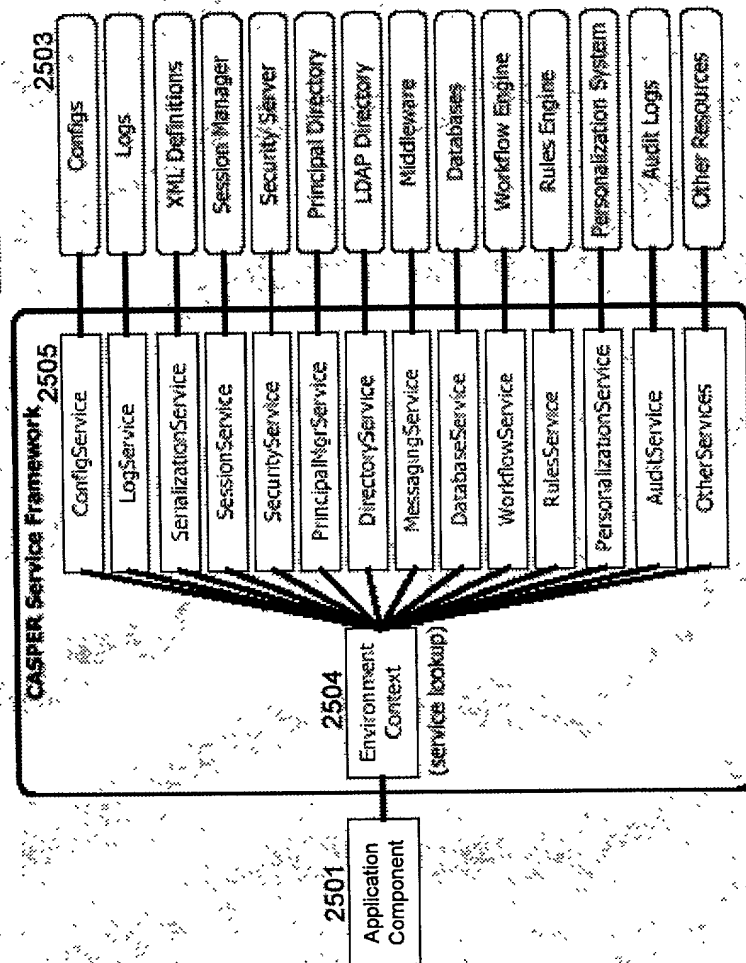 CASPER Service Framework
2501
Application
Component
2504
Environment
Context
(service lookup)
2505
ConfigService
LogService
SerializationService
SessionService
SecurityService
PrincipalMgrService
DirectoryService
MessagingService
DatabaseService
WorkflowService
RulesService
PersonalizationService
AuditService
OtherServices
2503
Configs
Logs
XML Definitions
Session Manager
Security Server
Principal Directory
LDAP Directory
Middleware
Databases
Workflow Engine
Rules Engine
Personalization System
Audit Logs
Other Resources